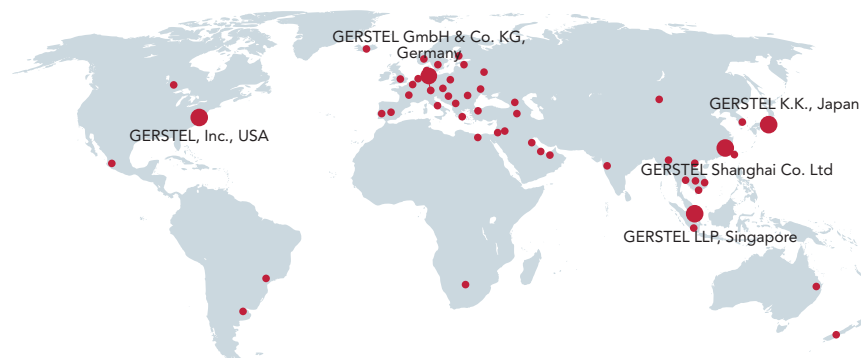 GERSTEL GmbH & Co. KG,
Germany
GERSTEL K.K., Japan
GERSTEL, Inc., USA
GERSTEL Shanghai Co. Ltd
GERSTEL LLP, Singapore